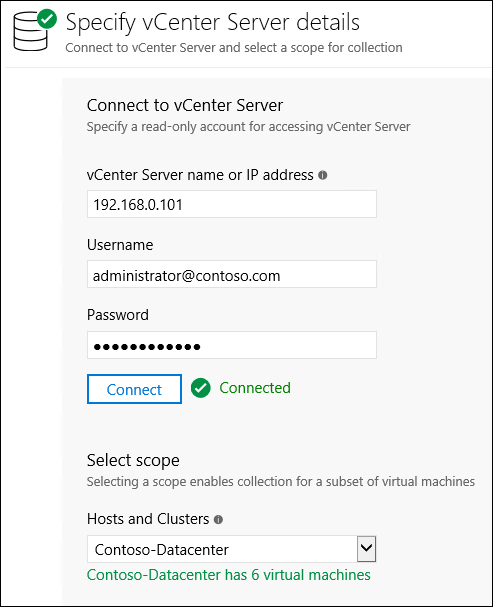 Specify vCenter Server details
Connect to vCenter Server and select a scope for collection
Connect to vCenter Server
Specify a read-only account for accessing vCenter Server
vCenter Server name or IP address
192.168.0.101
Username
administrator@contoso.com
Password
●●●●●●●●●●●●
Connect
Connected
Select scope
Selecting a scope enables collection for a subset of virtual machines
Hosts and Clusters
Contoso-Datacenter
Contoso-Datacenter has 6 virtual machines